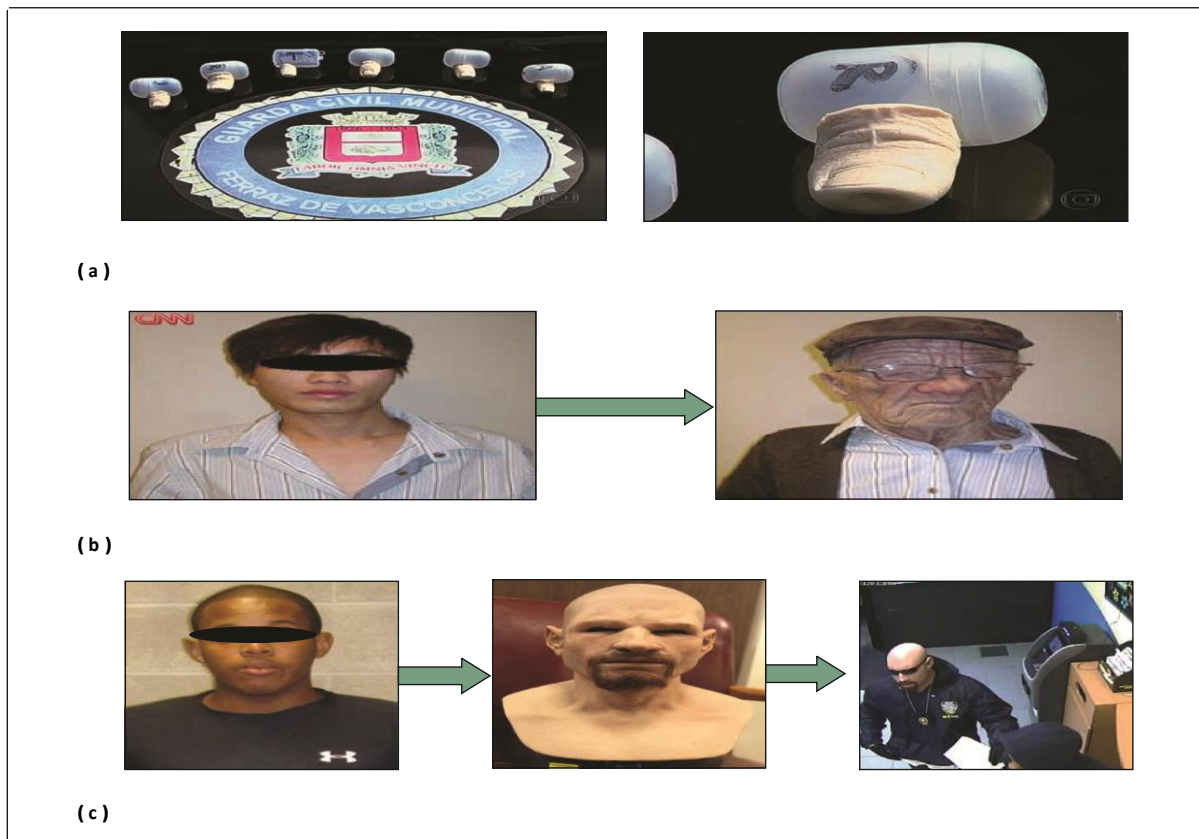 GUARDA CIVIL MUNICIPAL
LABOR OMNIA VINCIT
FERRAZ DE VASCONCELOS
(a)
CNN
(b)
(c)